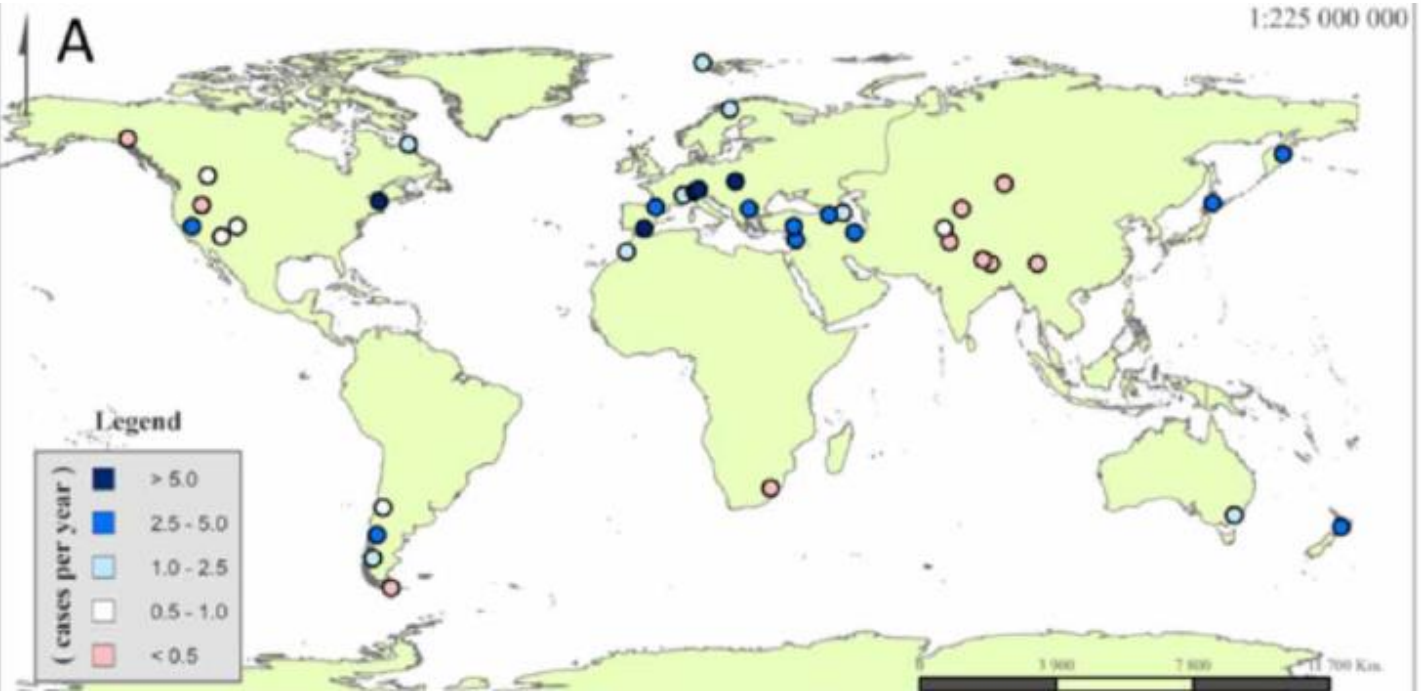 A
1:225 000 000
Legend
( cases per year )
> 5.0
2.5 - 5.0
1.0 - 2.5
0.5 - 1.0
< 0.5
0 3 900 7 800 11 700 Km.